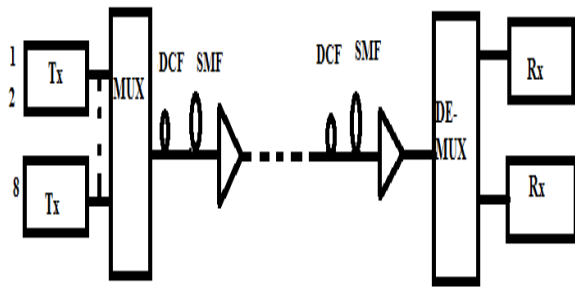 1
2
Tx
8
Tx
MUX
DCF SMF
DCF SMF
DE-
MUX
Rx
Rx